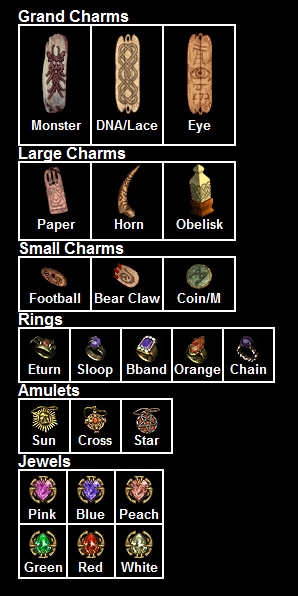 Grand Charms
Monster DNA/Lace Eye
Large Charms
Paper Horn Obelisk
Small Charms
Football Bear Claw Coin/M
Rings
Eturn Sloop Bband Orange Chain
Amulets
Sun Cross Star
Jewels
Pink Blue Peach
Green Red White